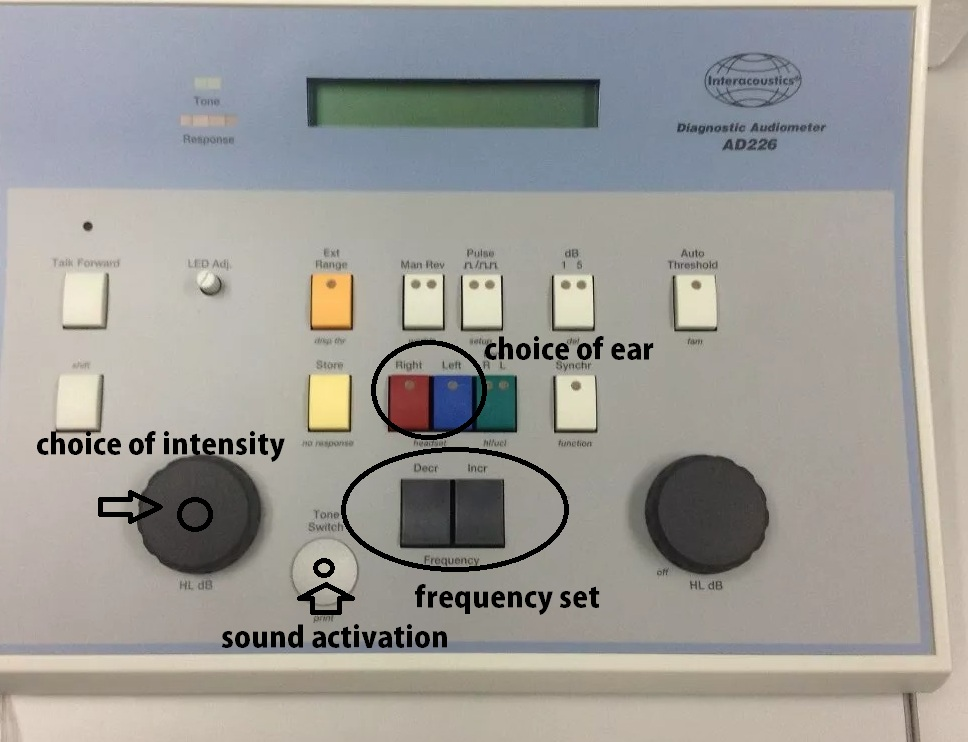 Interacoustics®
Tone
Diagnostic Audiometer
Response
AD226
Talk Forward
LED Adj.
Ext
Range
Man Rev
Pulse
dB
1 5
Auto
Threshold
disp thr
setup
del
fam
choice of ear
shift
Store
Right
Left
R L
Synchr
no response
headset
function
choice of intensity
Decr
Incr
Tone
Switch
Frequency
HL dB
off
HL dB
frequency set
print
sound activation